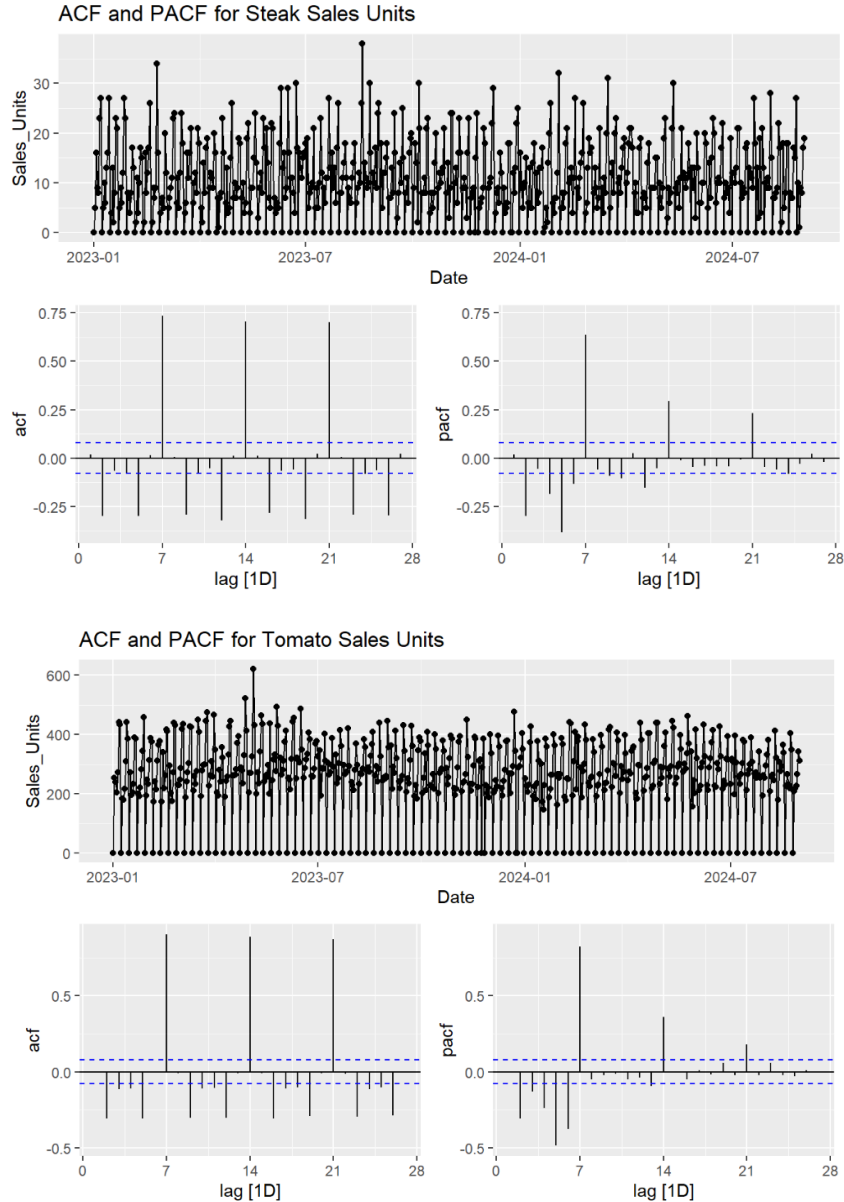 ACF and PACF for Steak Sales Units
Sales_Units
30
20
10
0
2023-01 2023-07 2024-01 2024-07
Date
acf
0.75
0.50
0.25
0.00
-0.25
0 7 14 21 28
lag [1D]
pacf
0.75
0.50
0.25
0.00
-0.25
0 7 14 21 28
lag [1D]
ACF and PACF for Tomato Sales Units
Sales_Units
600
400
200
0
2023-01 2023-07 2024-01 2024-07
Date
acf
0.5
0.0
-0.5
0 7 14 21 28
lag [1D]
pacf
0.5
0.0
-0.5
0 7 14 21 28
lag [1D]